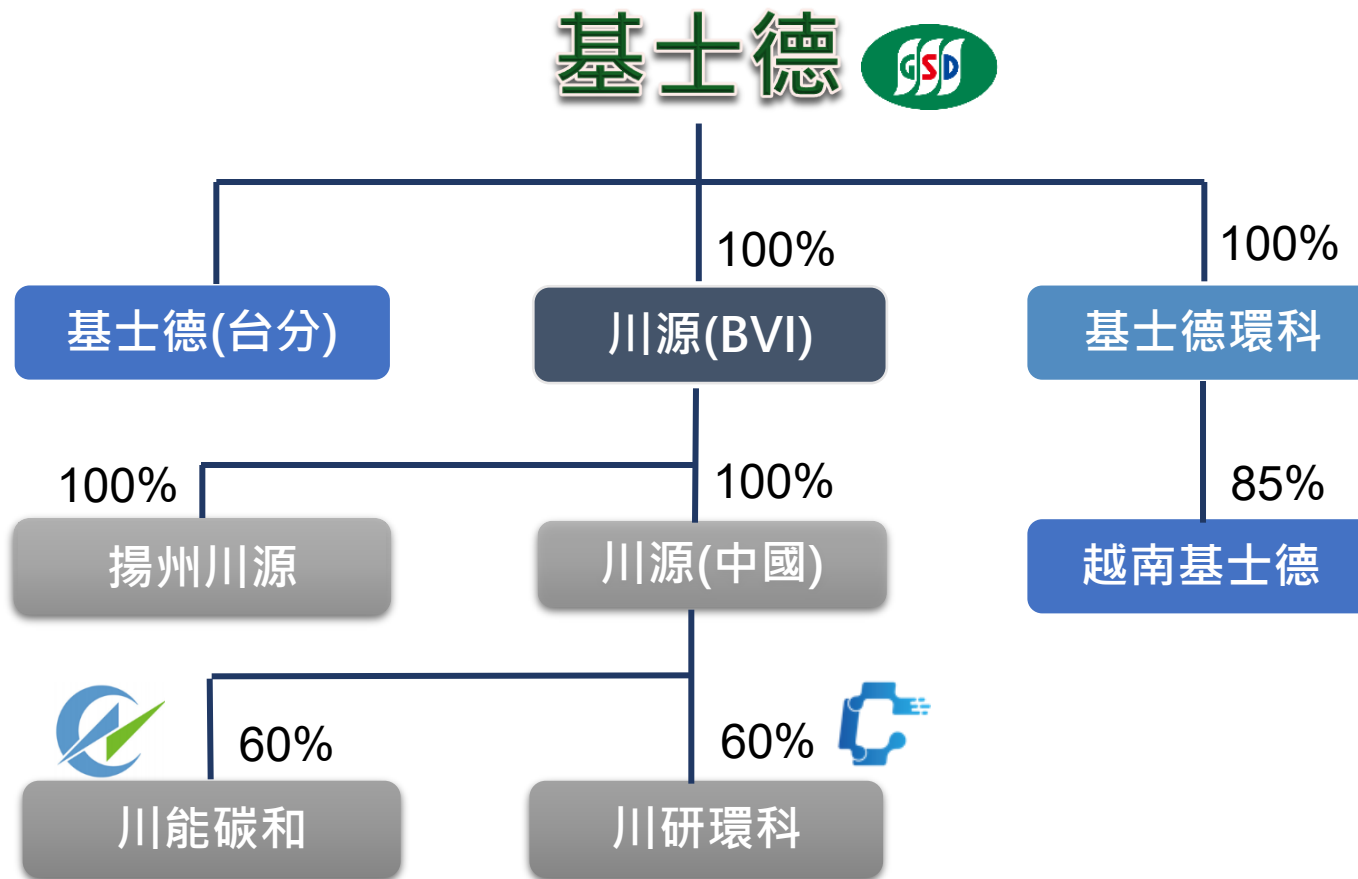 基士德 GSD
100%
100%
基士德(台分)
川源(BVI)
基士德環科
100%
100%
85%
揚州川源
川源(中國)
越南基士德
60%
60%
川能碳和
川研環科